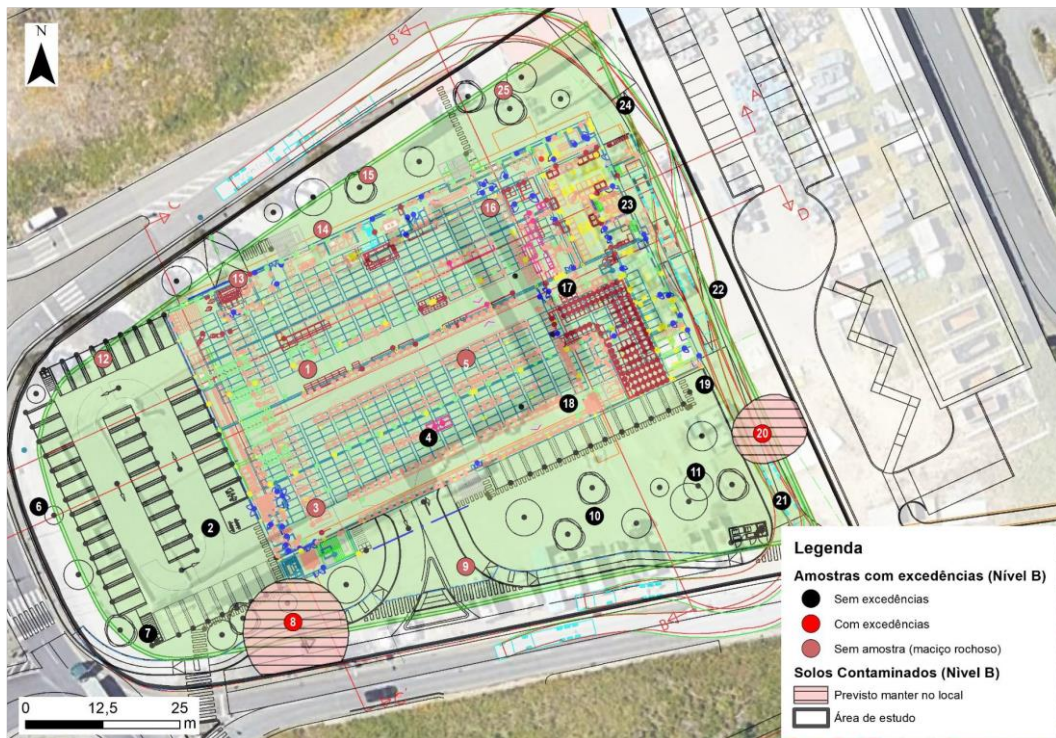 N
B'
24
25
A
15
23
D
16
14
C
13
22
17
12
5
1
19
18
4
20
11
6
3
10
21
2
9
8
7
B
Legenda
Amostras com excedências (Nível B)
Sem excedências
Com excedências
Sem amostra (maciço rochoso)
Solos Contaminados (Nivel B)
Previsto manter no local
Área de estudo
0 12,5 25
m